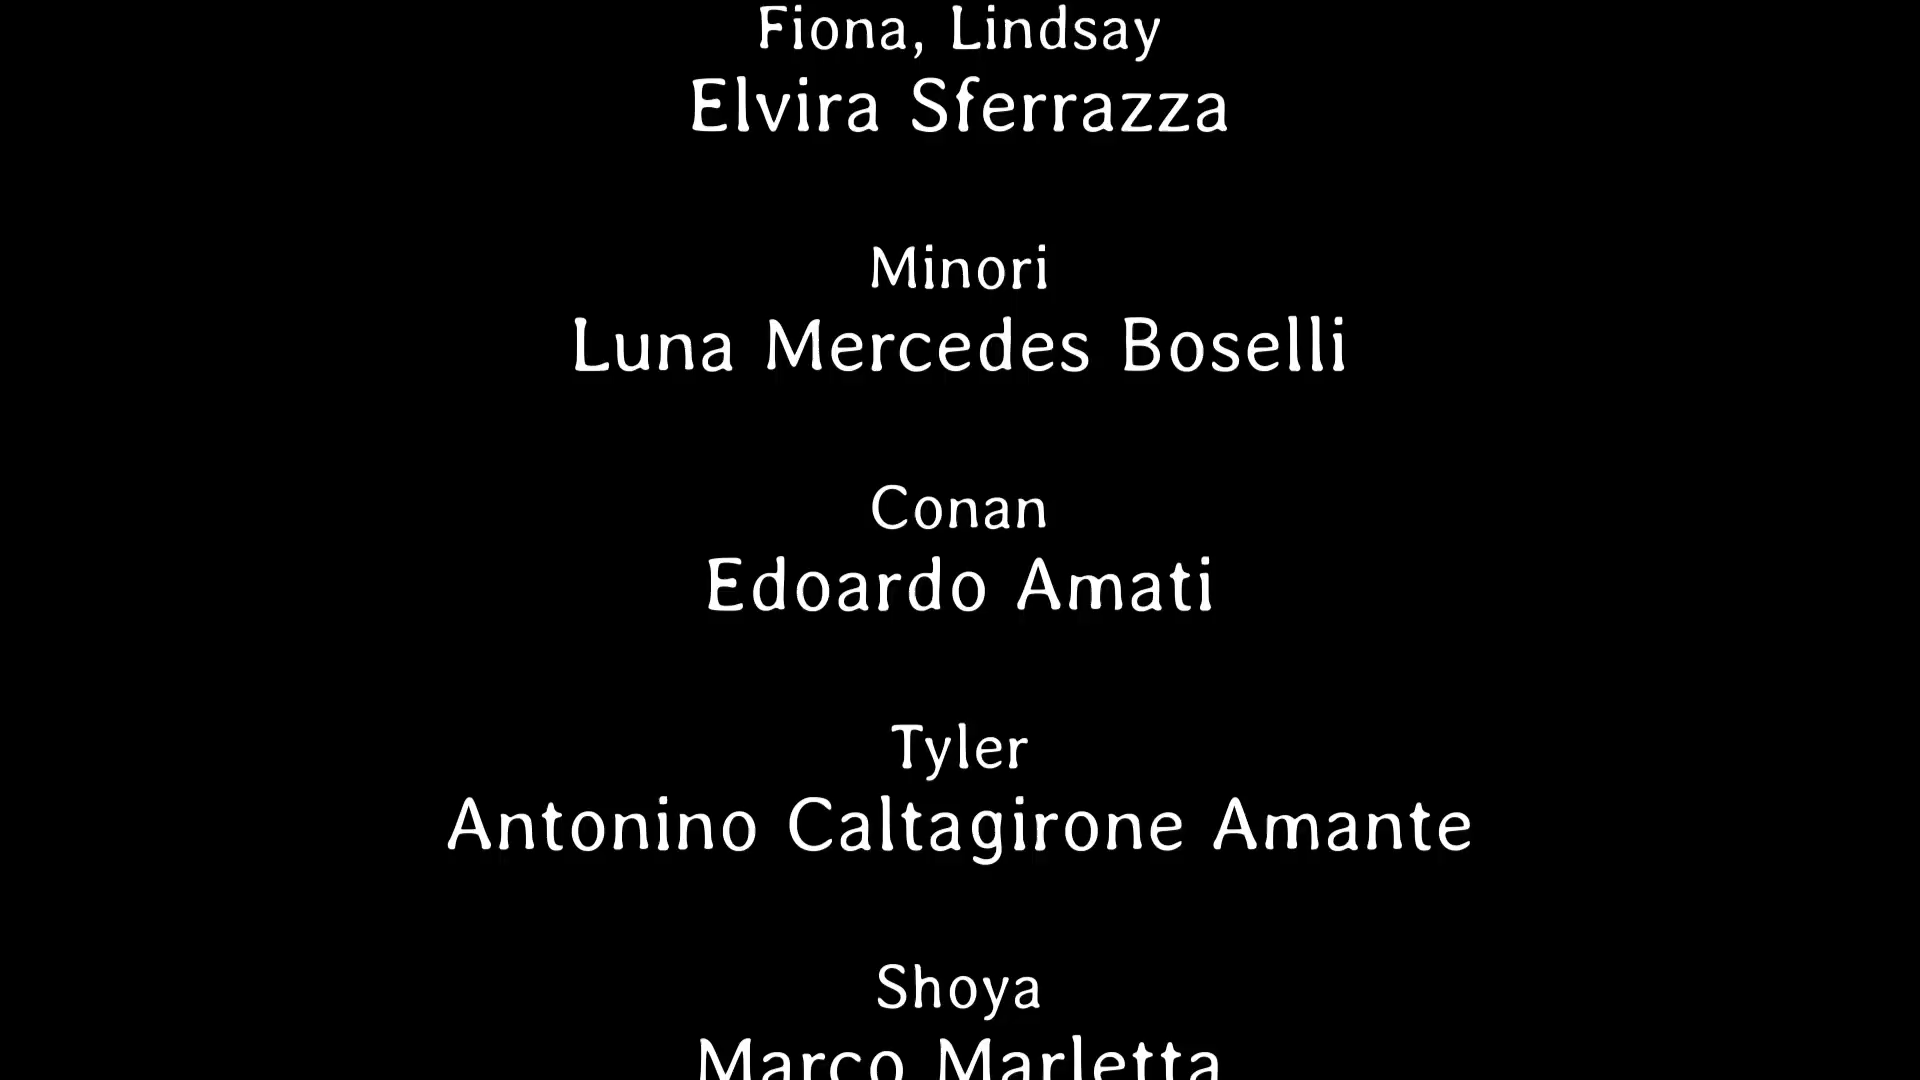 Fiona, Lindsay
Elvira Sferrazza
Minori
Luna Mercedes Boselli
Conan
Edoardo Amati
Tyler
Antonino Caltagirone Amante
Shoya
Marco Marletta